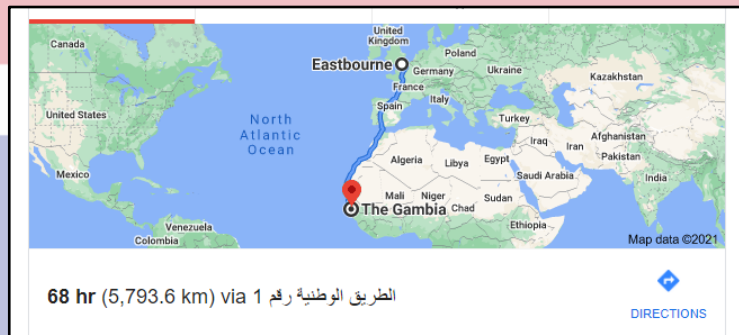 Canada
United Kingdom
Eastbourne
Poland
Germany
Ukraine
Kazakhstan
France
Spain
Italy
Turkey
United States
North Atlantic Ocean
Algeria
Libya
Egypt
Iraq
Iran
Afghanistan
Pakistan
Saudi Arabia
India
Mexico
Mali
Niger
Chad
Sudan
The Gambia
Ethiopia
Venezuela
Colombia
Map data ©2021
68 hr (5,793.6 km) via الطريق الوطنية رقم 1
DIRECTIONS